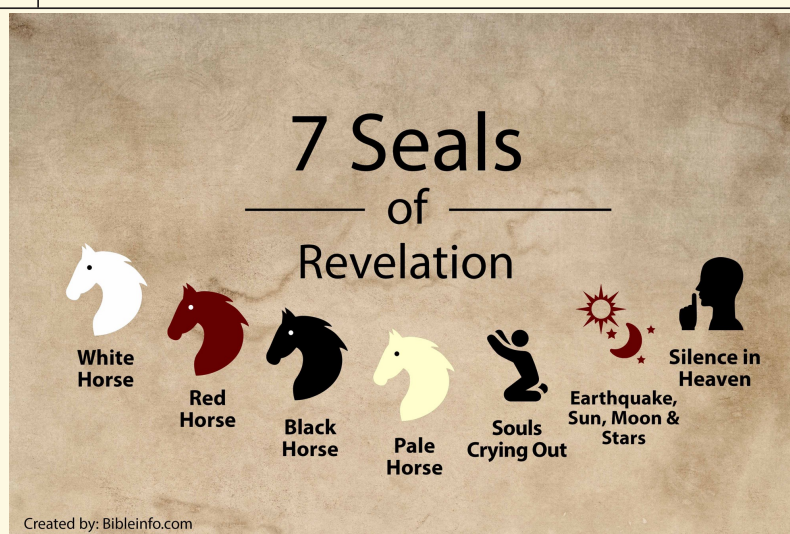 7 Seals
of
Revelation
White
Horse
Red
Horse
Black
Horse
Pale
Horse
Souls
Crying Out
Earthquake,
Sun, Moon &
Stars
Silence in
Heaven
Created by: Bibleinfo.com